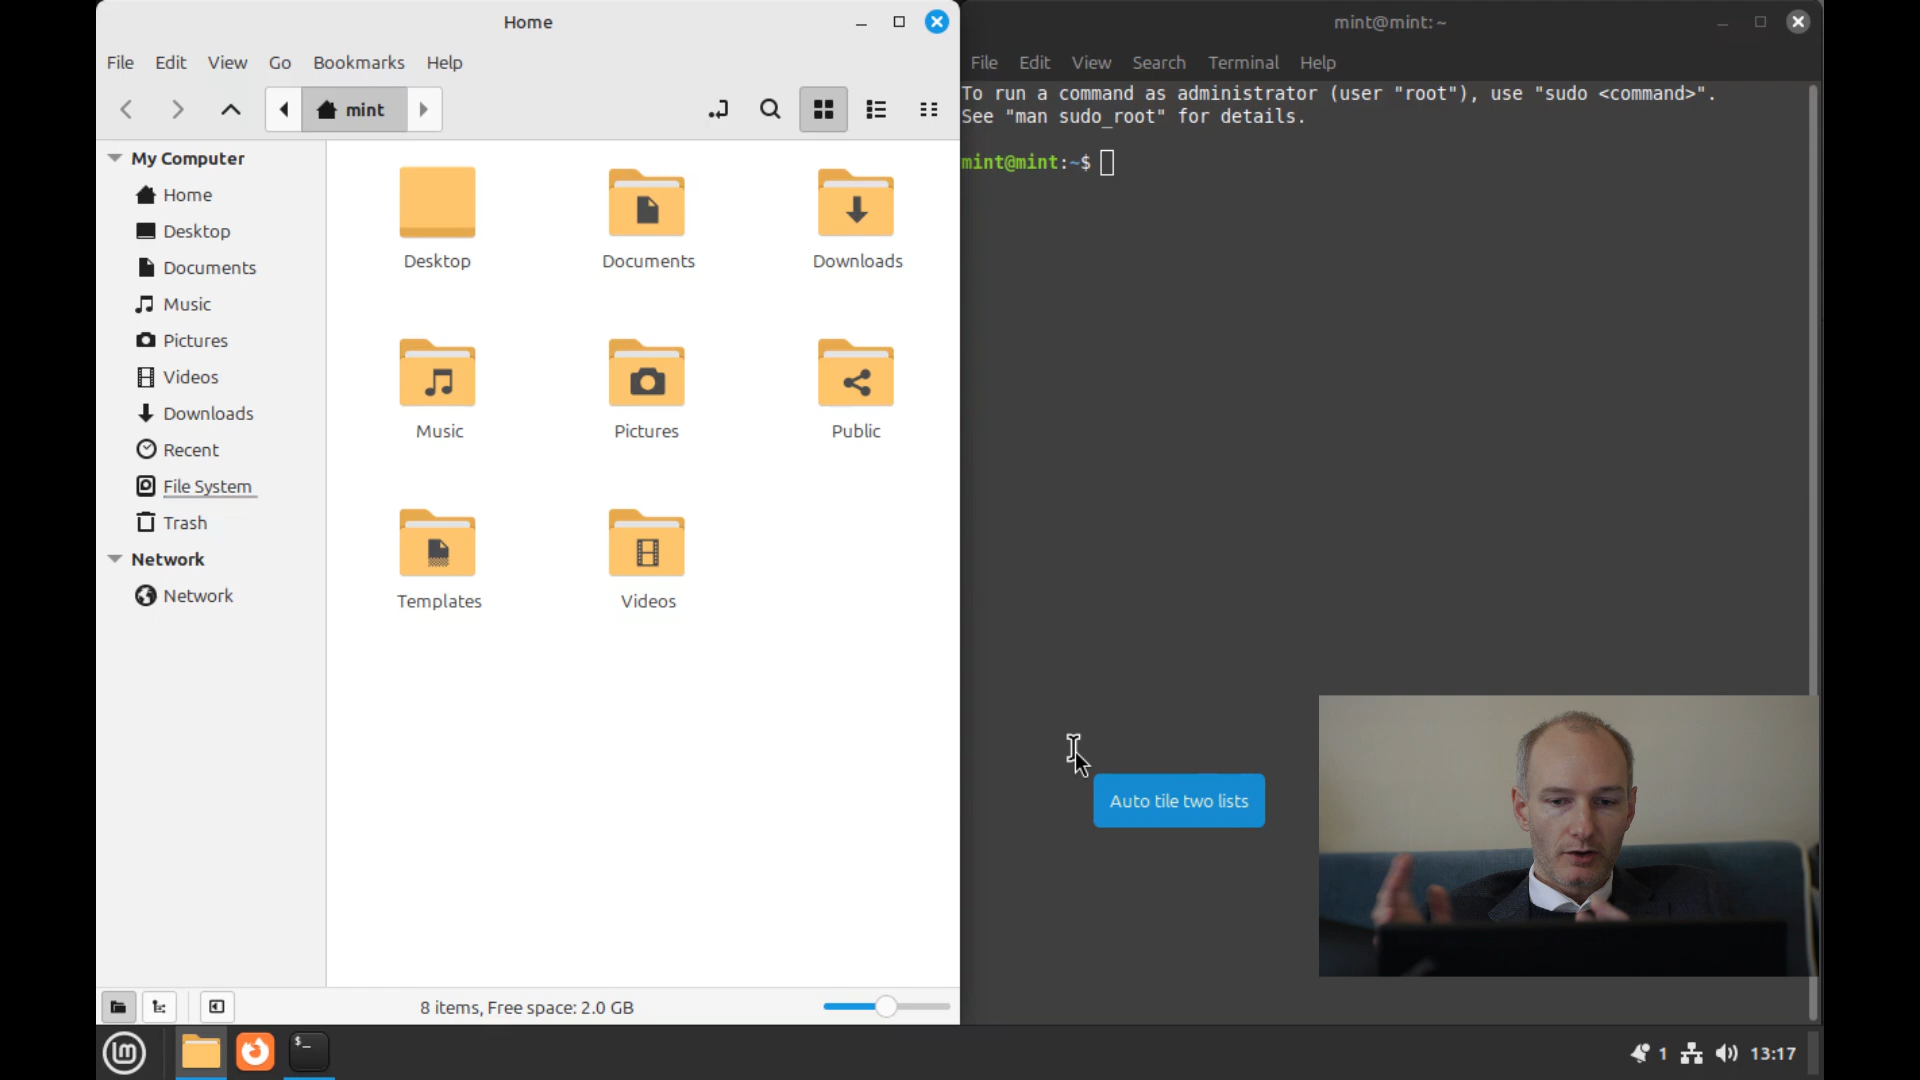 Home
File Edit View Go Bookmarks Help
mint
My Computer
Home
Desktop
Documents
Music
Pictures
Videos
Downloads
Recent
File System
Trash
Network
Network
Desktop Documents Downloads
Music Pictures Public
Templates Videos
8 items, Free space: 2.0 GB
mint@mint: ~
File Edit View Search Terminal Help
To run a command as administrator (user "root"), use "sudo <command>".
See "man sudo_root" for details.
mint@mint:~$
Auto tile two lists
$_
1 13:17